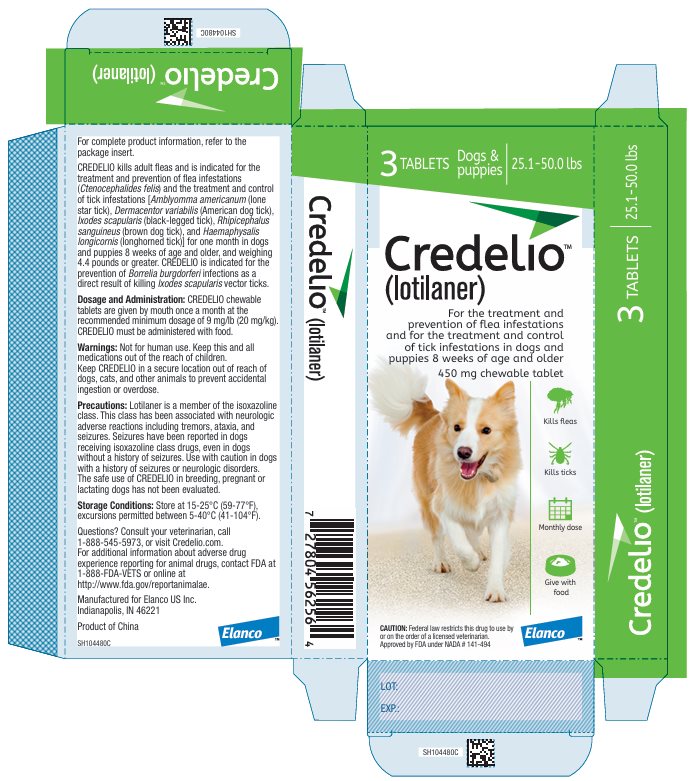 SH104480C
Credelio™ (lotilaner)
For complete product information, refer to the
package insert.
CREDELIO kills adult fleas and is indicated for the
treatment and prevention of flea infestations
(Ctenocephalides felis) and the treatment and control
of tick infestations [Amblyomma americanum (lone
star tick), Dermacentor variabilis (American dog tick),
Ixodes scapularis (black-legged tick), Rhipicephalus
sanguineus (brown dog tick), and Haemaphysalis
longicornis (longhorned tick)] for one month in dogs
and puppies 8 weeks of age and older, and weighing
4.4 pounds or greater. CREDELIO is indicated for the
prevention of Borrelia burgdorferi infections as a
direct result of killing Ixodes scapularis vector ticks.
Dosage and Administration: CREDELIO chewable
tablets are given by mouth once a month at the
recommended minimum dosage of 9 mg/lb (20 mg/kg).
CREDELIO must be administered with food.
Warnings: Not for human use. Keep this and all
medications out of the reach of children.
Keep CREDELIO in a secure location out of reach of
dogs, cats, and other animals to prevent accidental
ingestion or overdose.
Precautions: Lotilaner is a member of the isoxazoline
class. This class has been associated with neurologic
adverse reactions including tremors, ataxia, and
seizures. Seizures have been reported in dogs
receiving isoxazoline class drugs, even in dogs
without a history of seizures. Use with caution in dogs
with a history of seizures or neurologic disorders.
The safe use of CREDELIO in breeding, pregnant or
lactating dogs has not been evaluated.
Storage Conditions: Store at 15-25°C (59-77°F),
excursions permitted between 5-40°C (41-104°F).
Questions? Consult your veterinarian, call
1-888-545-5973, or visit Credelio.com.
For additional information about adverse drug
experience reporting for animal drugs, contact FDA at
1-888-FDA-VETS or online at
http://www.fda.gov/reportanimalae.
Manufactured for Elanco US Inc.
Indianapolis, IN 46221
Product of China
SH104480C
Elanco™
Credelio™ (lotilaner)
7 27804 56256 4
3 TABLETS
Dogs &
puppies
25.1-50.0 lbs
Credelio™
(lotilaner)
For the treatment and
prevention of flea infestations
and for the treatment and control
of tick infestations in dogs and
puppies 8 weeks of age and older
450 mg chewable tablet
Kills fleas
Kills ticks
Monthly dose
Give with
food
CAUTION: Federal law restricts this drug to use by
or on the order of a licensed veterinarian.
Approved by FDA under NADA # 141-494
Elanco™
LOT:
EXP.:
SH104480C
3 TABLETS 25.1-50.0 lbs
Credelio™ (lotilaner)